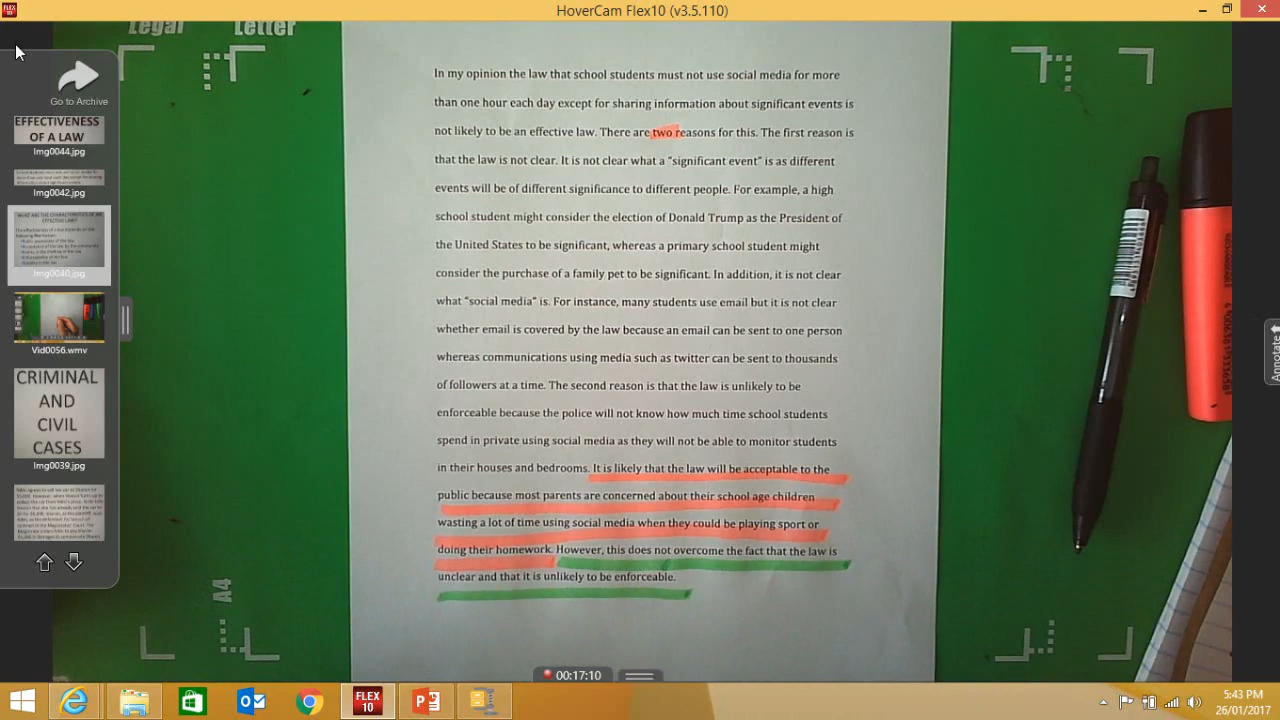 HoverCam Flex10 (v3.5.110)
FLEX
10
Legal
Letter
Go to Archive
EFFECTIVENESS
OF A LAW
Img0044.jpg
Img0042.jpg
WHAT ARE THE CHARACTERISTICS OF AN
EFFECTIVE LAW?
Img0040.jpg
Vid0056.wmv
CRIMINAL
AND
CIVIL
CASES
Img0039.jpg
In my opinion the law that school students must not use social media for more
than one hour each day except for sharing information about significant events is
not likely to be an effective law. There are two reasons for this. The first reason is
that the law is not clear. It is not clear what a "significant event" is as different
events will be of different significance to different people. For example, a high
school student might consider the election of Donald Trump as the President of
the United States to be significant, whereas a primary school student might
consider the purchase of a family pet to be significant. In addition, it is not clear
what "social media" is. For instance, many students use email but it is not clear
whether email is covered by the law because an email can be sent to one person
whereas communications using media such as twitter can be sent to thousands
of followers at a time. The second reason is that the law is unlikely to be
enforceable because the police will not know how much time school students
spend in private using social media as they will not be able to monitor students
in their houses and bedrooms. It is likely that the law will be acceptable to the
public because most parents are concerned about their school age children
wasting a lot of time using social media when they could be playing sport or
doing their homework. However, this does not overcome the fact that the law is
unclear and that it is unlikely to be enforceable.
A4
Annotate
00:17:10
FLEX
10
5:43 PM
26/01/2017